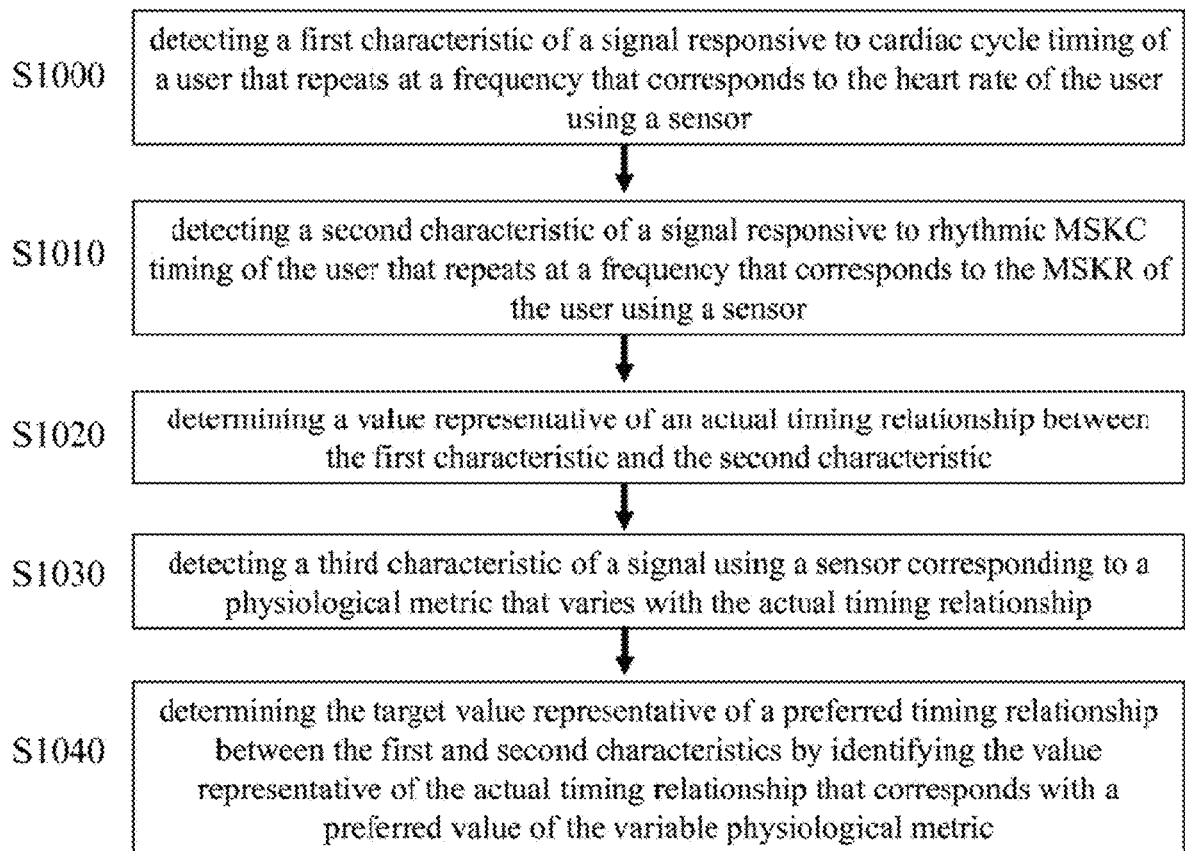 S1000
detecting a first characteristic of a signal responsive to cardiac cycle timing of
a user that repeats at a frequency that corresponds to the heart rate of the user
using a sensor
S1010
detecting a second characteristic of a signal responsive to rhythmic MSKC
timing of the user that repeats at a frequency that corresponds to the MSKR of
the user using a sensor
S1020
determining a value representative of an actual timing relationship between
the first characteristic and the second characteristic
S1030
detecting a third characteristic of a signal using a sensor corresponding to a
physiological metric that varies with the actual timing relationship
S1040
determining the target value representative of a preferred timing relationship
between the first and second characteristics by identifying the value
representative of the actual timing relationship that corresponds with a
preferred value of the variable physiological metric